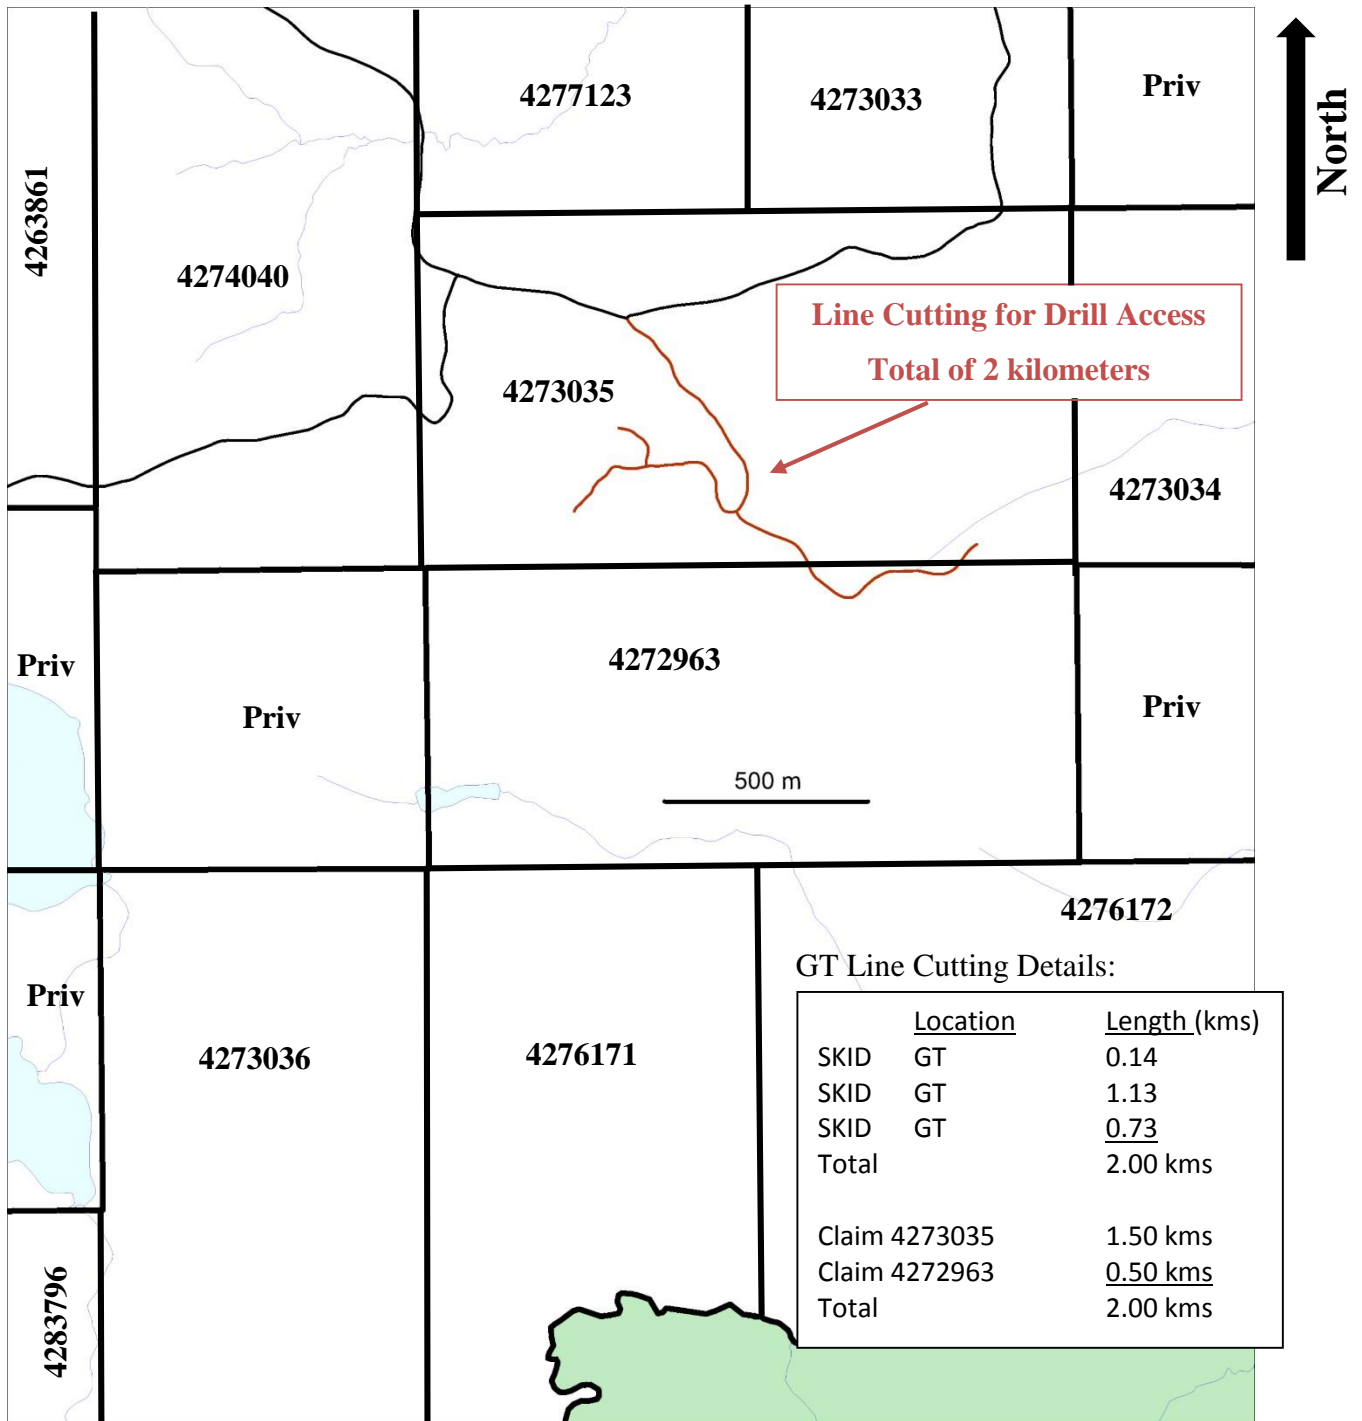 4277123
4273033
Priv
North
4263861
4274040
Line Cutting for Drill Access
Total of 2 kilometers
4273035
4273034
Priv
4272963
Priv
Priv
500 m
4276172
GT Line Cutting Details:
Priv
4273036
4276171
Location Length (kms)
SKID GT 0.14
SKID GT 1.13
SKID GT 0.73
Total 2.00 kms
Claim 4273035 1.50 kms
Claim 4272963 0.50 kms
Total 2.00 kms
4283796